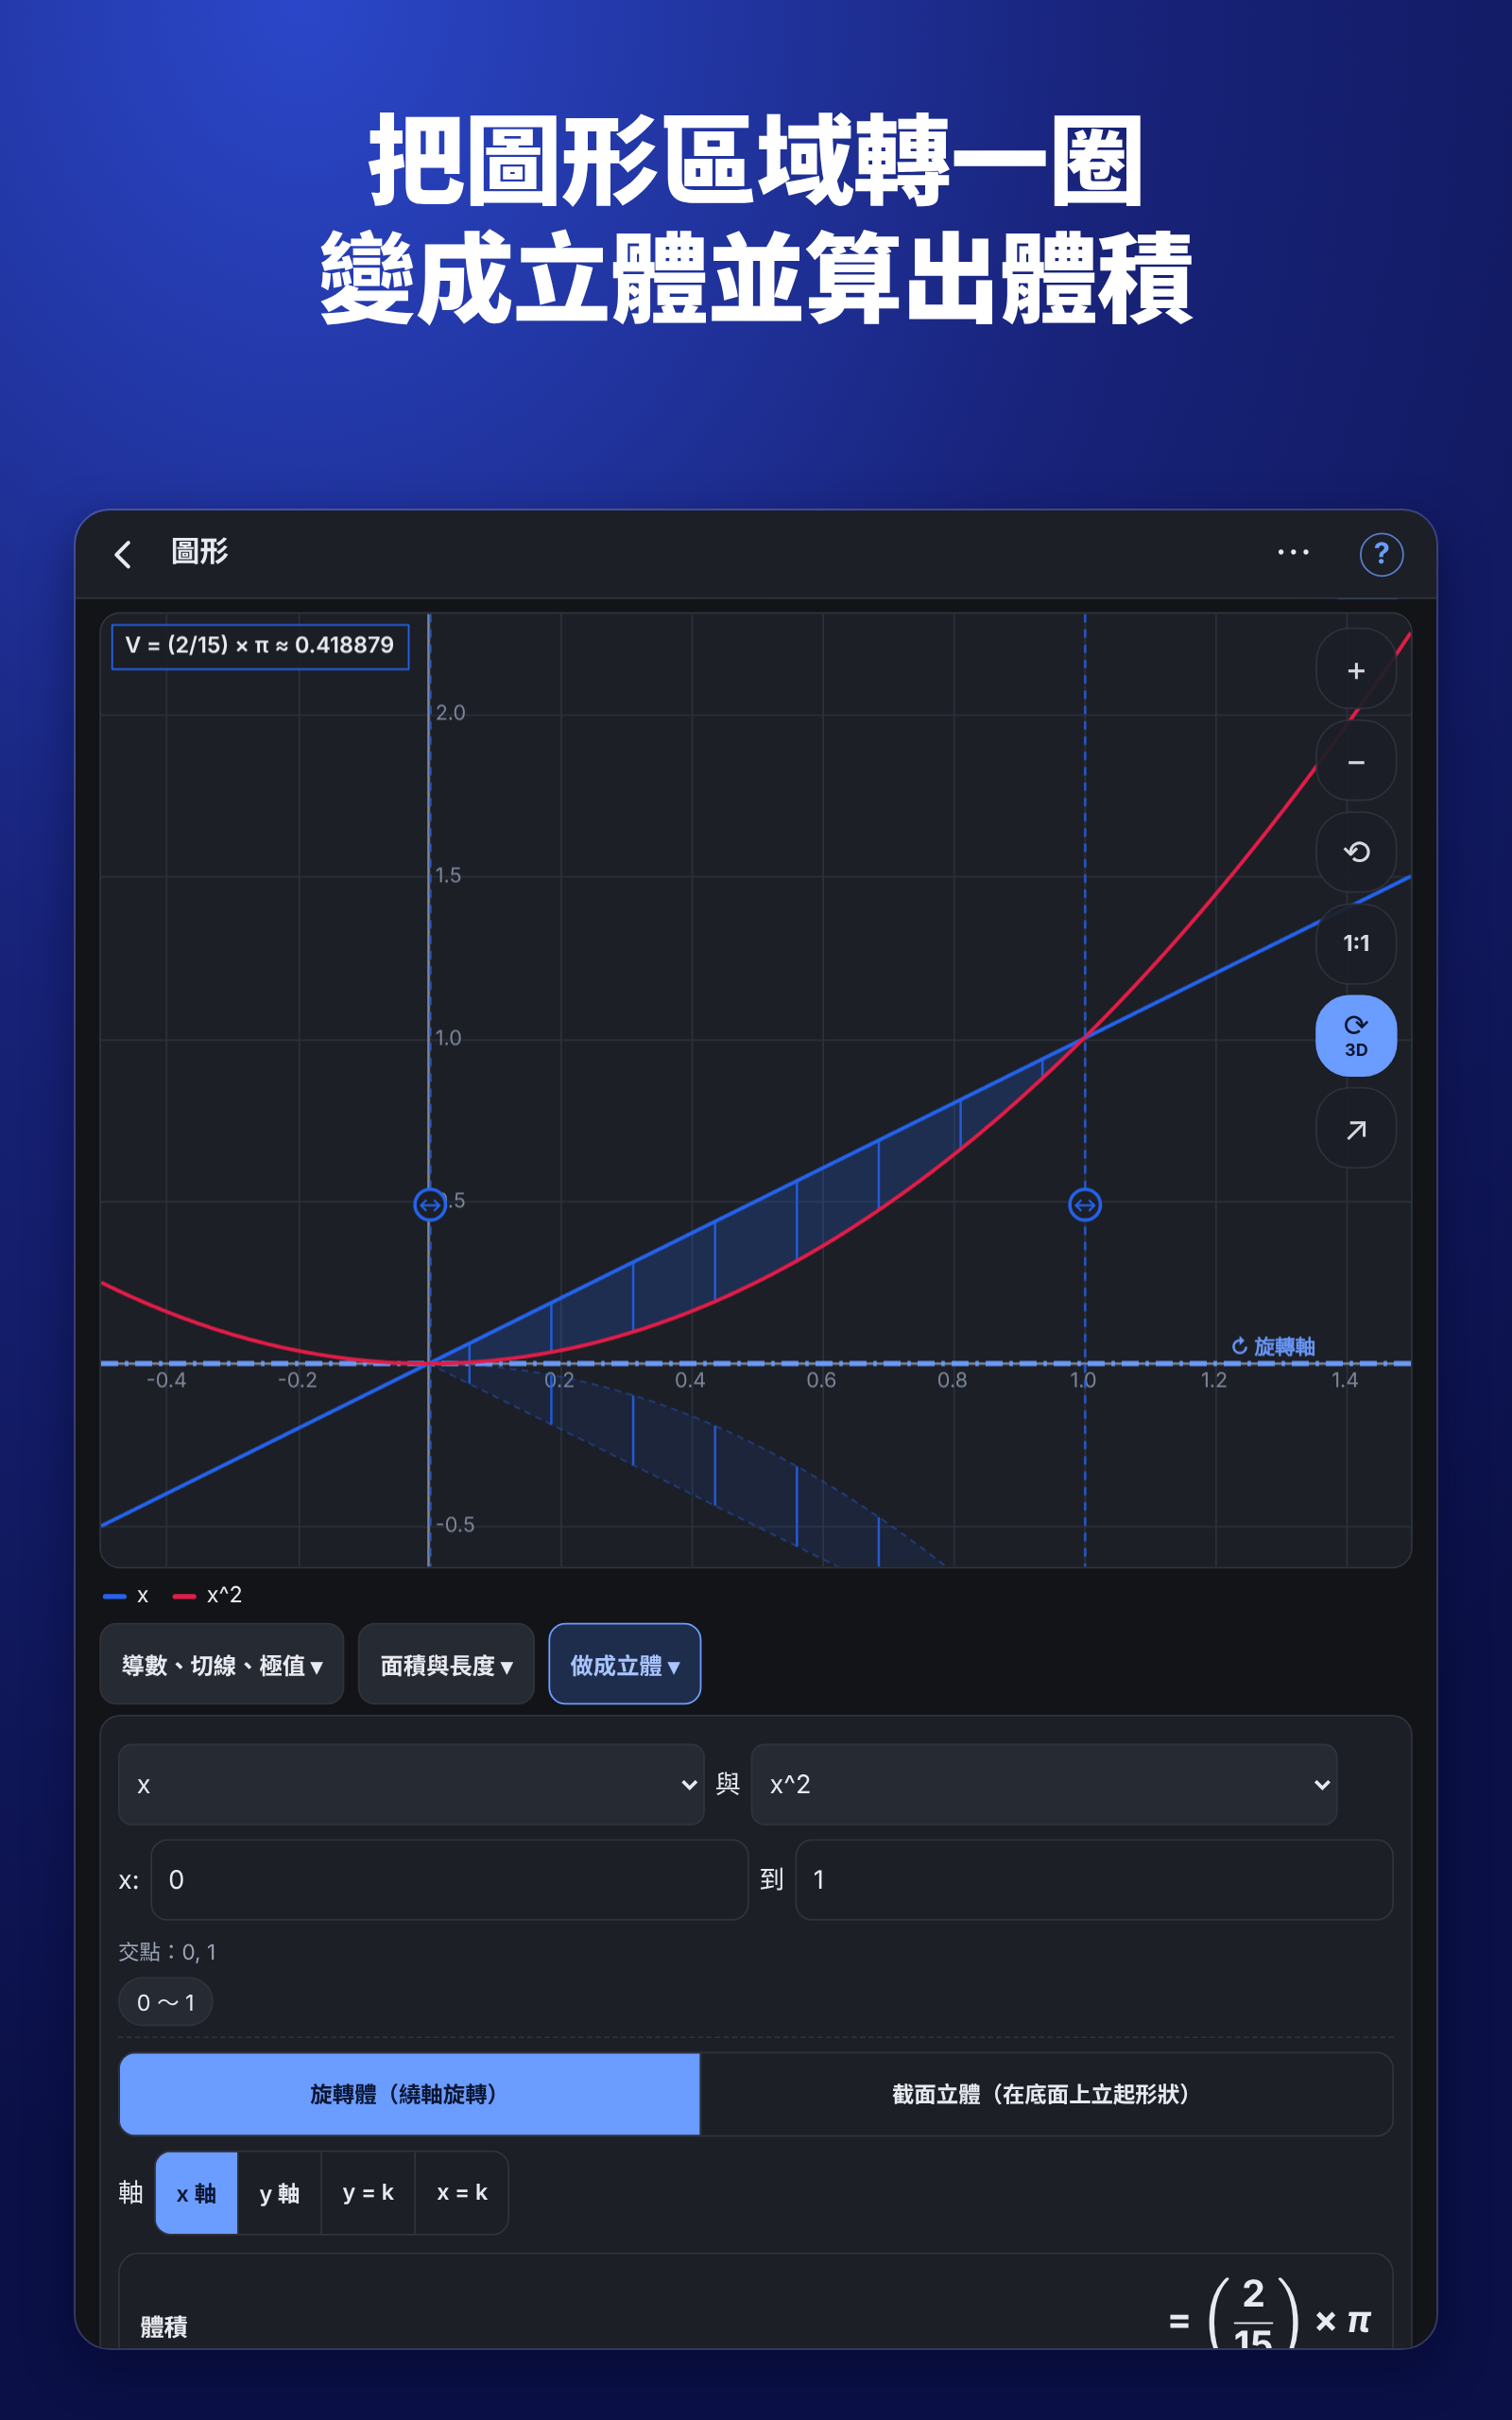 把圖形區域轉一圈
變成立體並算出體積
圖形
?
V = (2/15) × π ≈ 0.418879
2.0
1.5
1.0
.5
-0.5
-0.4
-0.2
0.2
0.4
0.6
0.8
1.0
1.2
1.4
旋轉軸
+
−
1:1
3D
x
x^2
導數、切線、極值 ▾
面積與長度 ▾
做成立體 ▾
x 與 x^2
x: 0 到 1
交點：0, 1
0 ～ 1
旋轉體（繞軸旋轉）
截面立體（在底面上立起形狀）
軸 x 軸 y 軸 y = k x = k
體積 = (2/15) × π